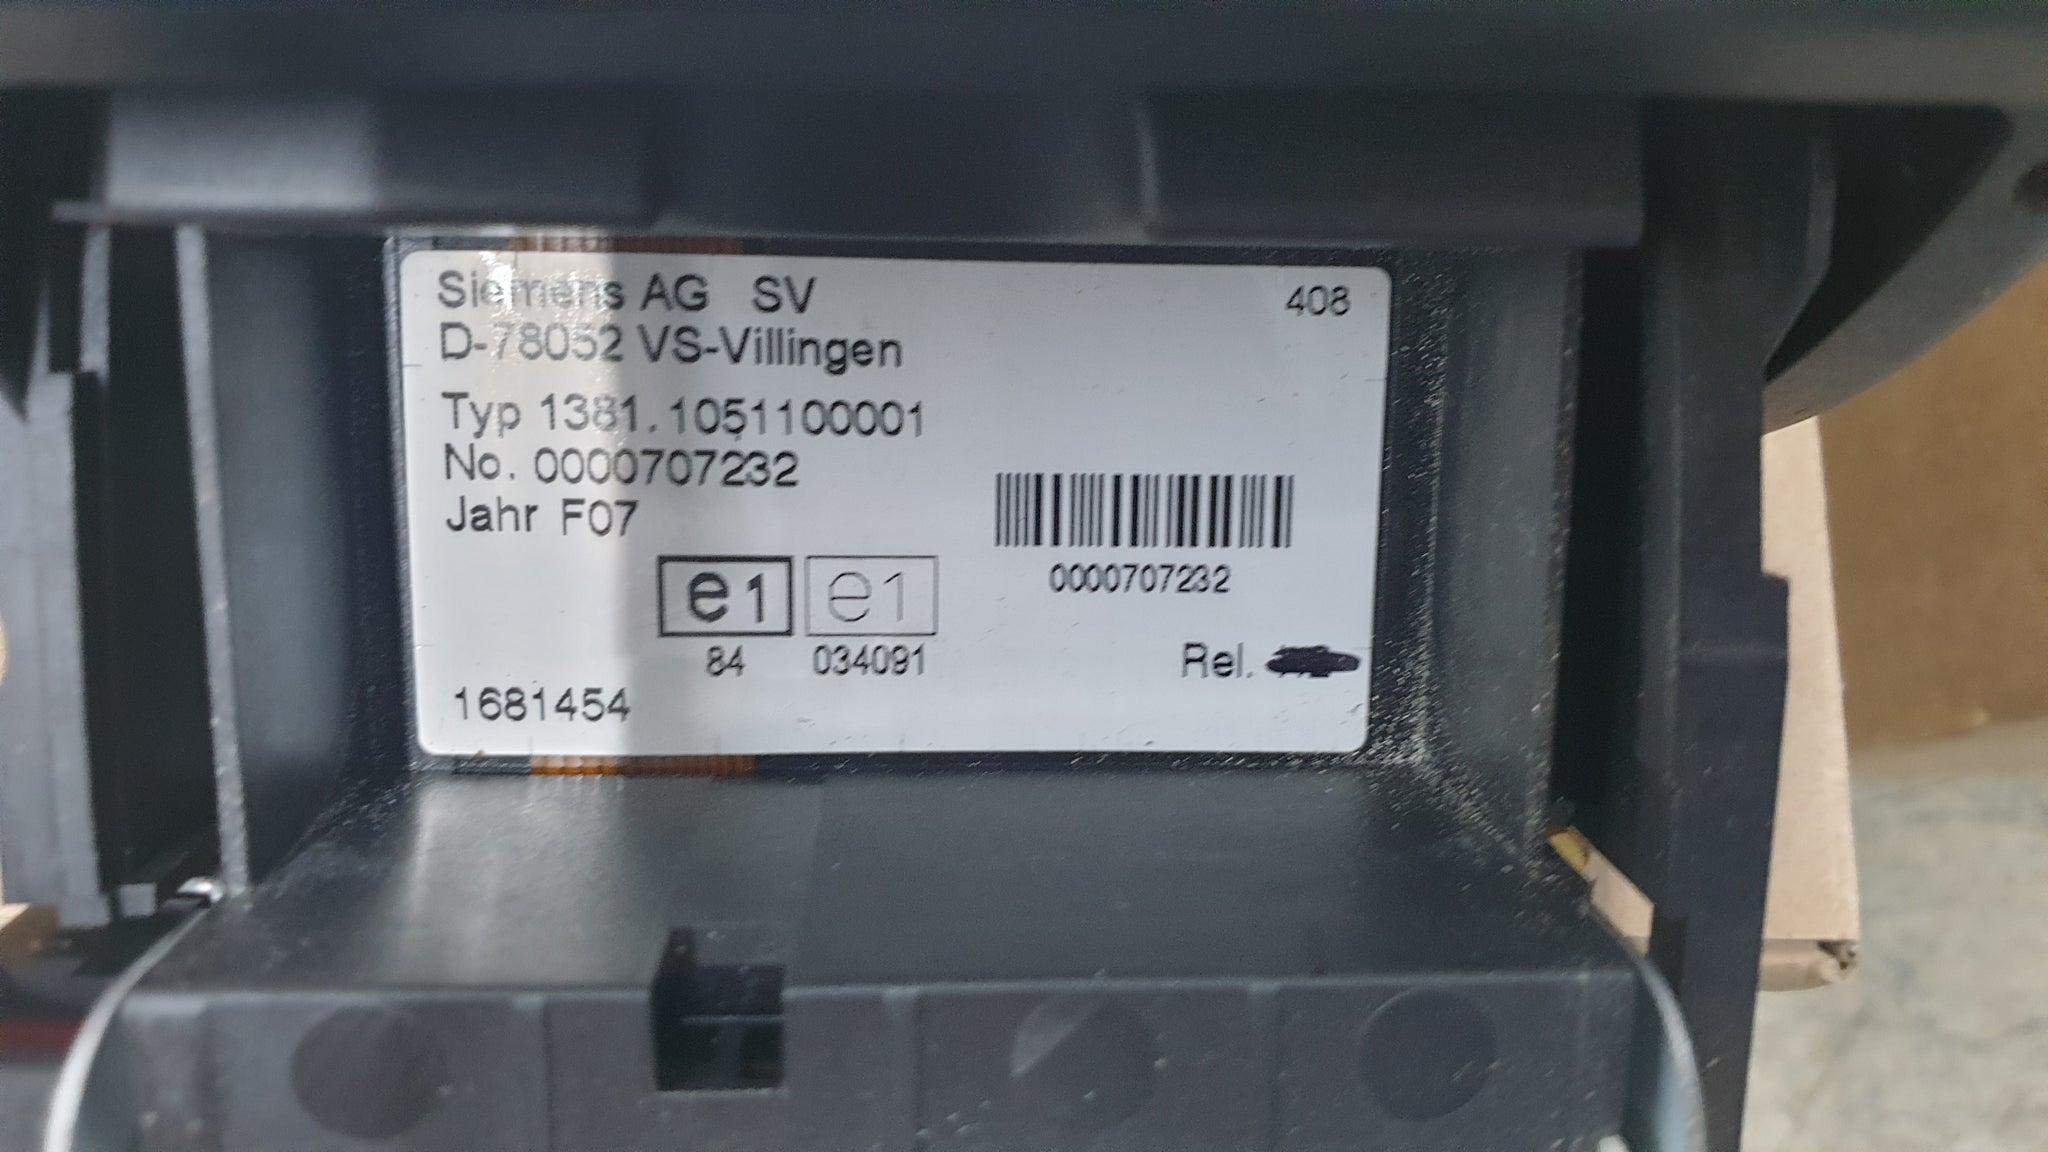 Siemens AG SV 408
D-78052 VS-Villingen
Typ 1381.1051100001
No. 0000707232
Jahr F07
e1 e1
0000707232
84 034091
Rel.
1681454